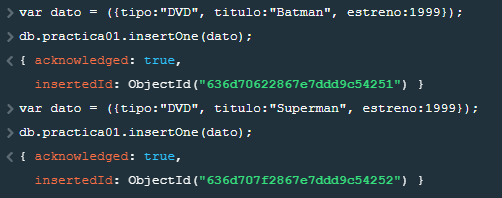 > var dato = ({tipo:"DVD", titulo:"Batman", estreno:1999});
> db.practica01.insertOne(dato);
< { acknowledged: true,
insertedId: ObjectId("636d70622867e7ddd9c54251") }
> var dato = ({tipo:"DVD", titulo:"Superman", estreno:1999});
> db.practica01.insertOne(dato);
< { acknowledged: true,
insertedId: ObjectId("636d707f2867e7ddd9c54252") }